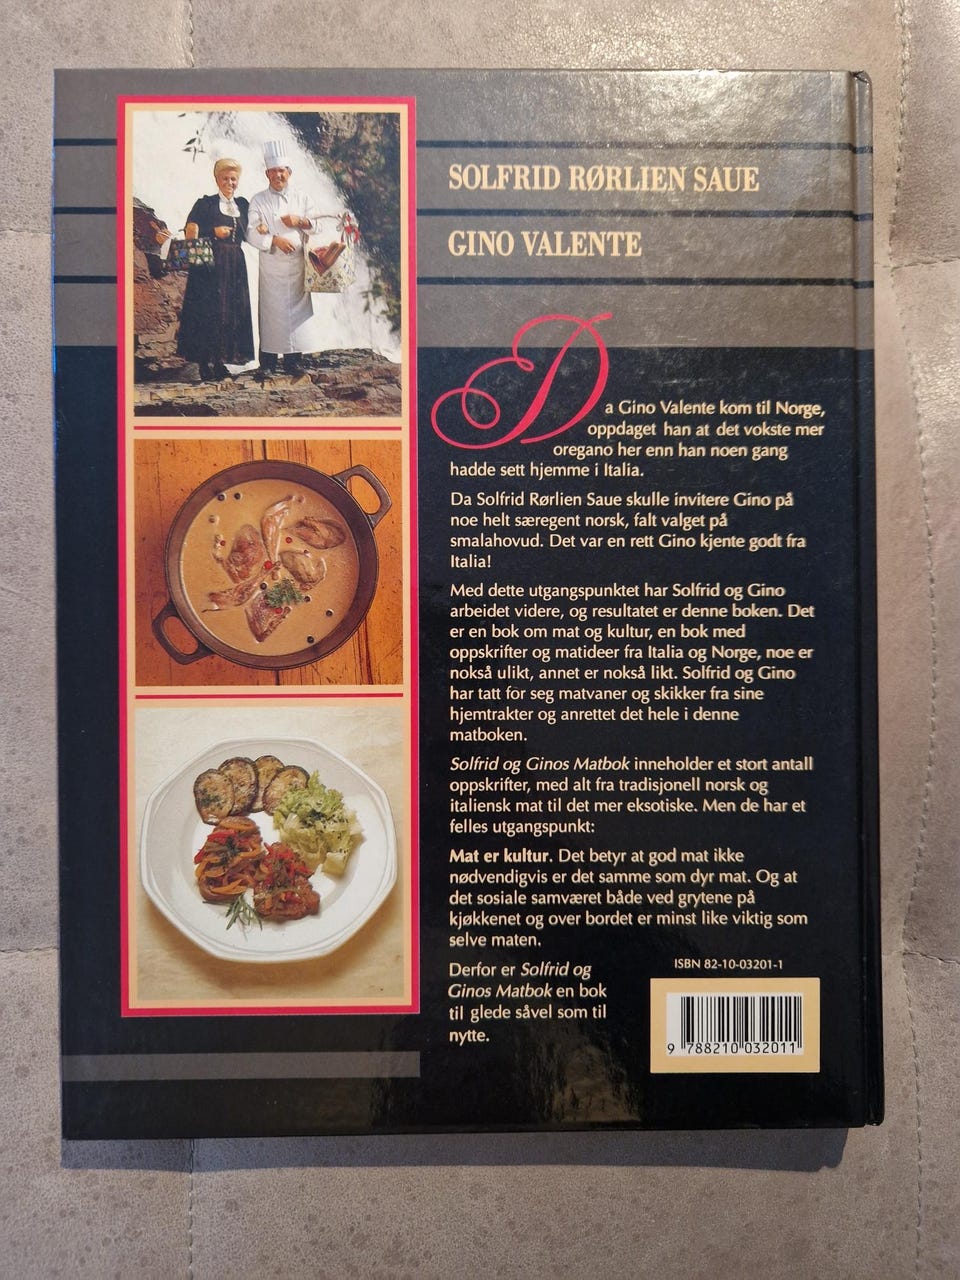 SOLFRID RØRLIEN SAUE
GINO VALENTE
Da Gino Valente kom til Norge,
oppdaget han at det vokste mer
oregano her enn han noen gang
hadde sett hjemme i Italia.
Da Solfrid Rørlien Saue skulle invitere Gino på
noe helt særegent norsk, falt valget på
smalahovud. Det var en rett Gino kjente godt fra
Italia!
Med dette utgangspunktet har Solfrid og Gino
arbeidet videre, og resultatet er denne boken. Det
er en bok om mat og kultur, en bok med
oppskrifter og matideer fra Italia og Norge, noe er
nokså ulikt, annet er nokså likt. Solfrid og Gino
har tatt for seg matvaner og skikker fra sine
hjemtrakter og anrettet det hele i denne
matboken.
Solfrid og Ginos Matbok inneholder et stort antall
oppskrifter, med alt fra tradisjonell norsk og
italiensk mat til det mer eksotiske. Men de har et
felles utgangspunkt:
Mat er kultur. Det betyr at god mat ikke
nødvendigvis er det samme som dyr mat. Og at
det sosiale samværet både ved grytene på
kjøkkenet og over bordet er minst like viktig som
selve maten.
Derfor er Solfrid og
Ginos Matbok en bok
til glede såvel som til
nytte.
ISBN 82-10-03201-1
9 788210 032011